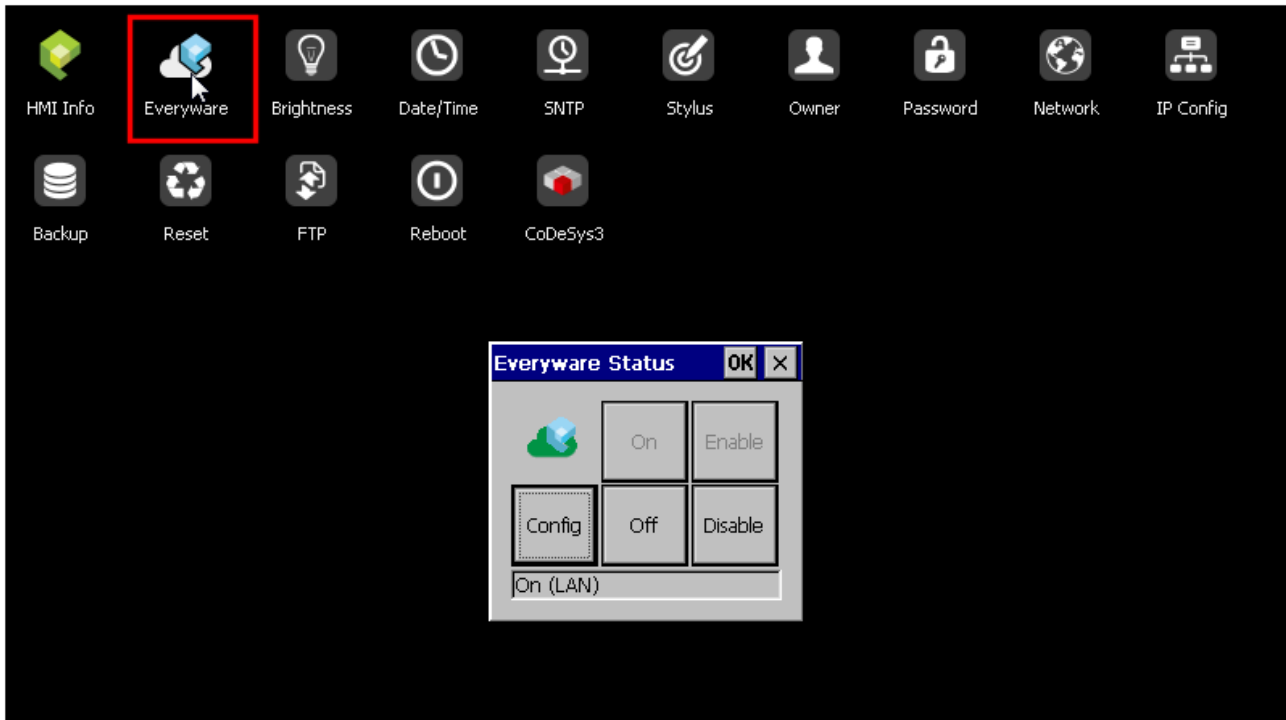 HMI Info Everyware Brightness Date/Time SNTP Stylus Owner Password Network IP Config
Backup Reset FTP Reboot CoDeSys3
Everyware Status OK ×
On Enable
Config Off Disable
On (LAN)